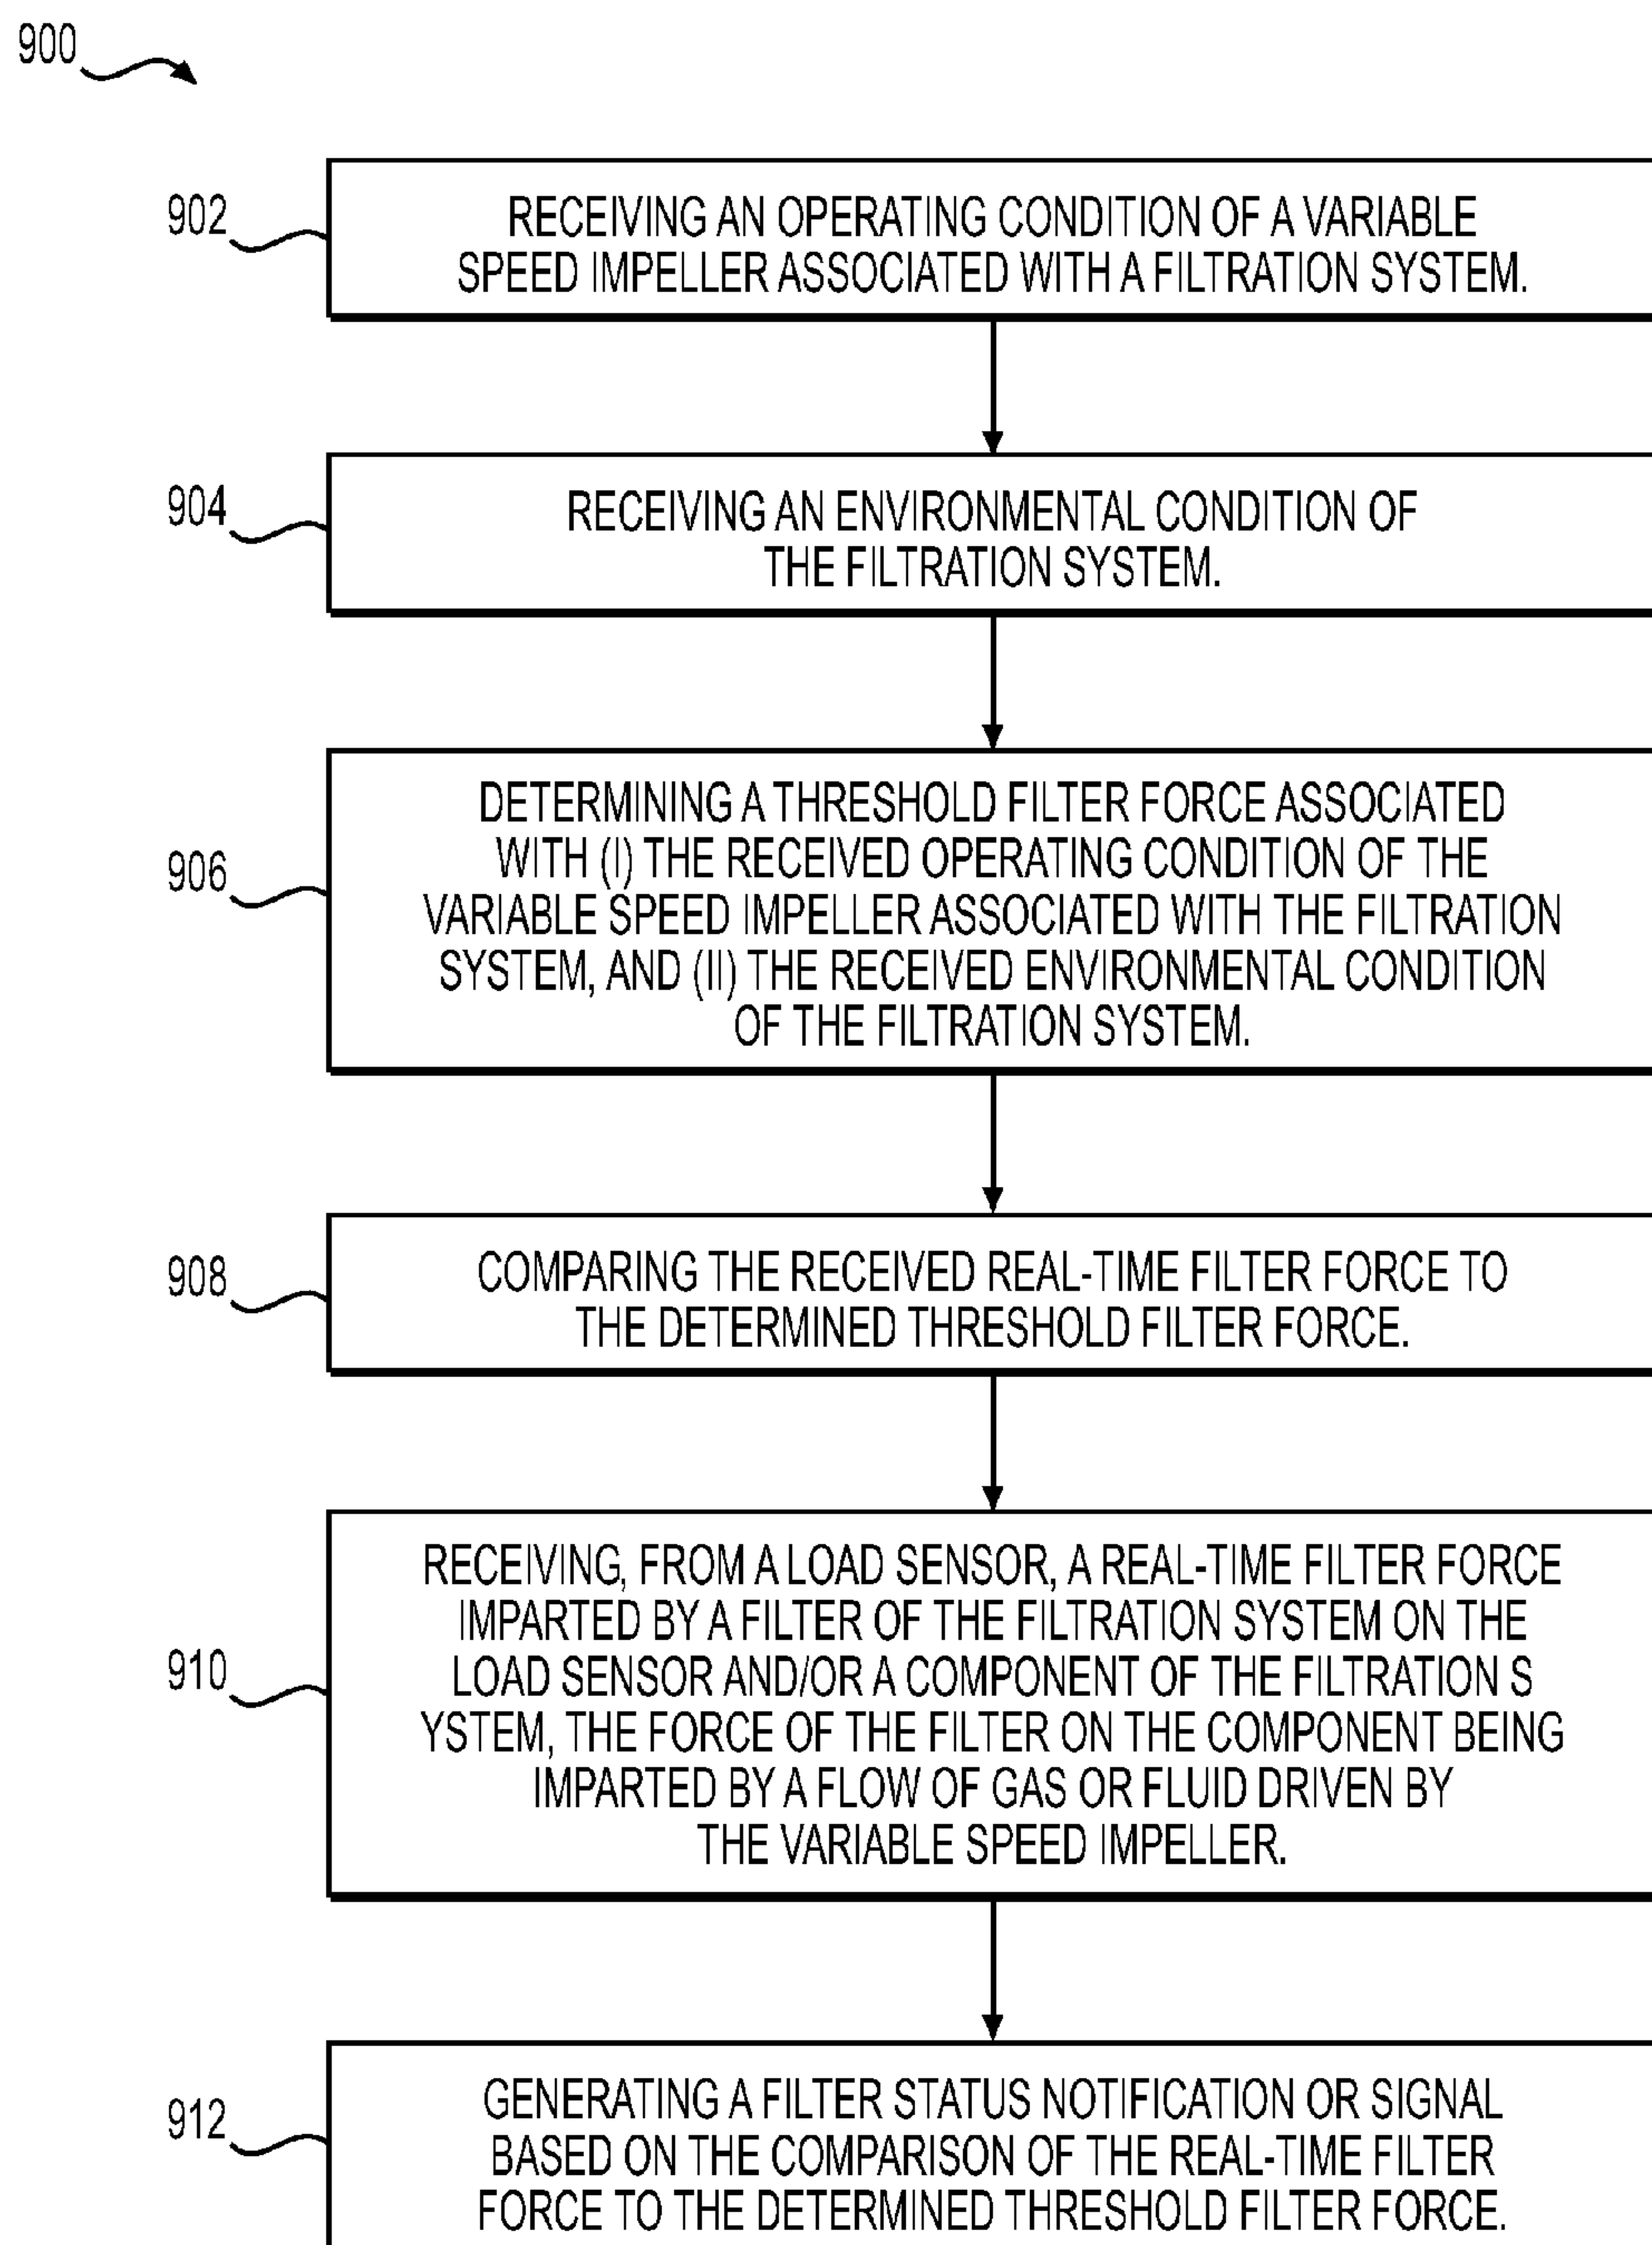 900
902
RECEIVING AN OPERATING CONDITION OF A VARIABLE
SPEED IMPELLER ASSOCIATED WITH A FILTRATION SYSTEM.
904
RECEIVING AN ENVIRONMENTAL CONDITION OF
THE FILTRATION SYSTEM.
906
DETERMINING A THRESHOLD FILTER FORCE ASSOCIATED
WITH (I) THE RECEIVED OPERATING CONDITION OF THE
VARIABLE SPEED IMPELLER ASSOCIATED WITH THE FILTRATION
SYSTEM, AND (II) THE RECEIVED ENVIRONMENTAL CONDITION
OF THE FILTRATION SYSTEM.
908
COMPARING THE RECEIVED REAL-TIME FILTER FORCE TO
THE DETERMINED THRESHOLD FILTER FORCE.
910
RECEIVING, FROM A LOAD SENSOR, A REAL-TIME FILTER FORCE
IMPARTED BY A FILTER OF THE FILTRATION SYSTEM ON THE
LOAD SENSOR AND/OR A COMPONENT OF THE FILTRATION S
YSTEM, THE FORCE OF THE FILTER ON THE COMPONENT BEING
IMPARTED BY A FLOW OF GAS OR FLUID DRIVEN BY
THE VARIABLE SPEED IMPELLER.
912
GENERATING A FILTER STATUS NOTIFICATION OR SIGNAL
BASED ON THE COMPARISON OF THE REAL-TIME FILTER
FORCE TO THE DETERMINED THRESHOLD FILTER FORCE.